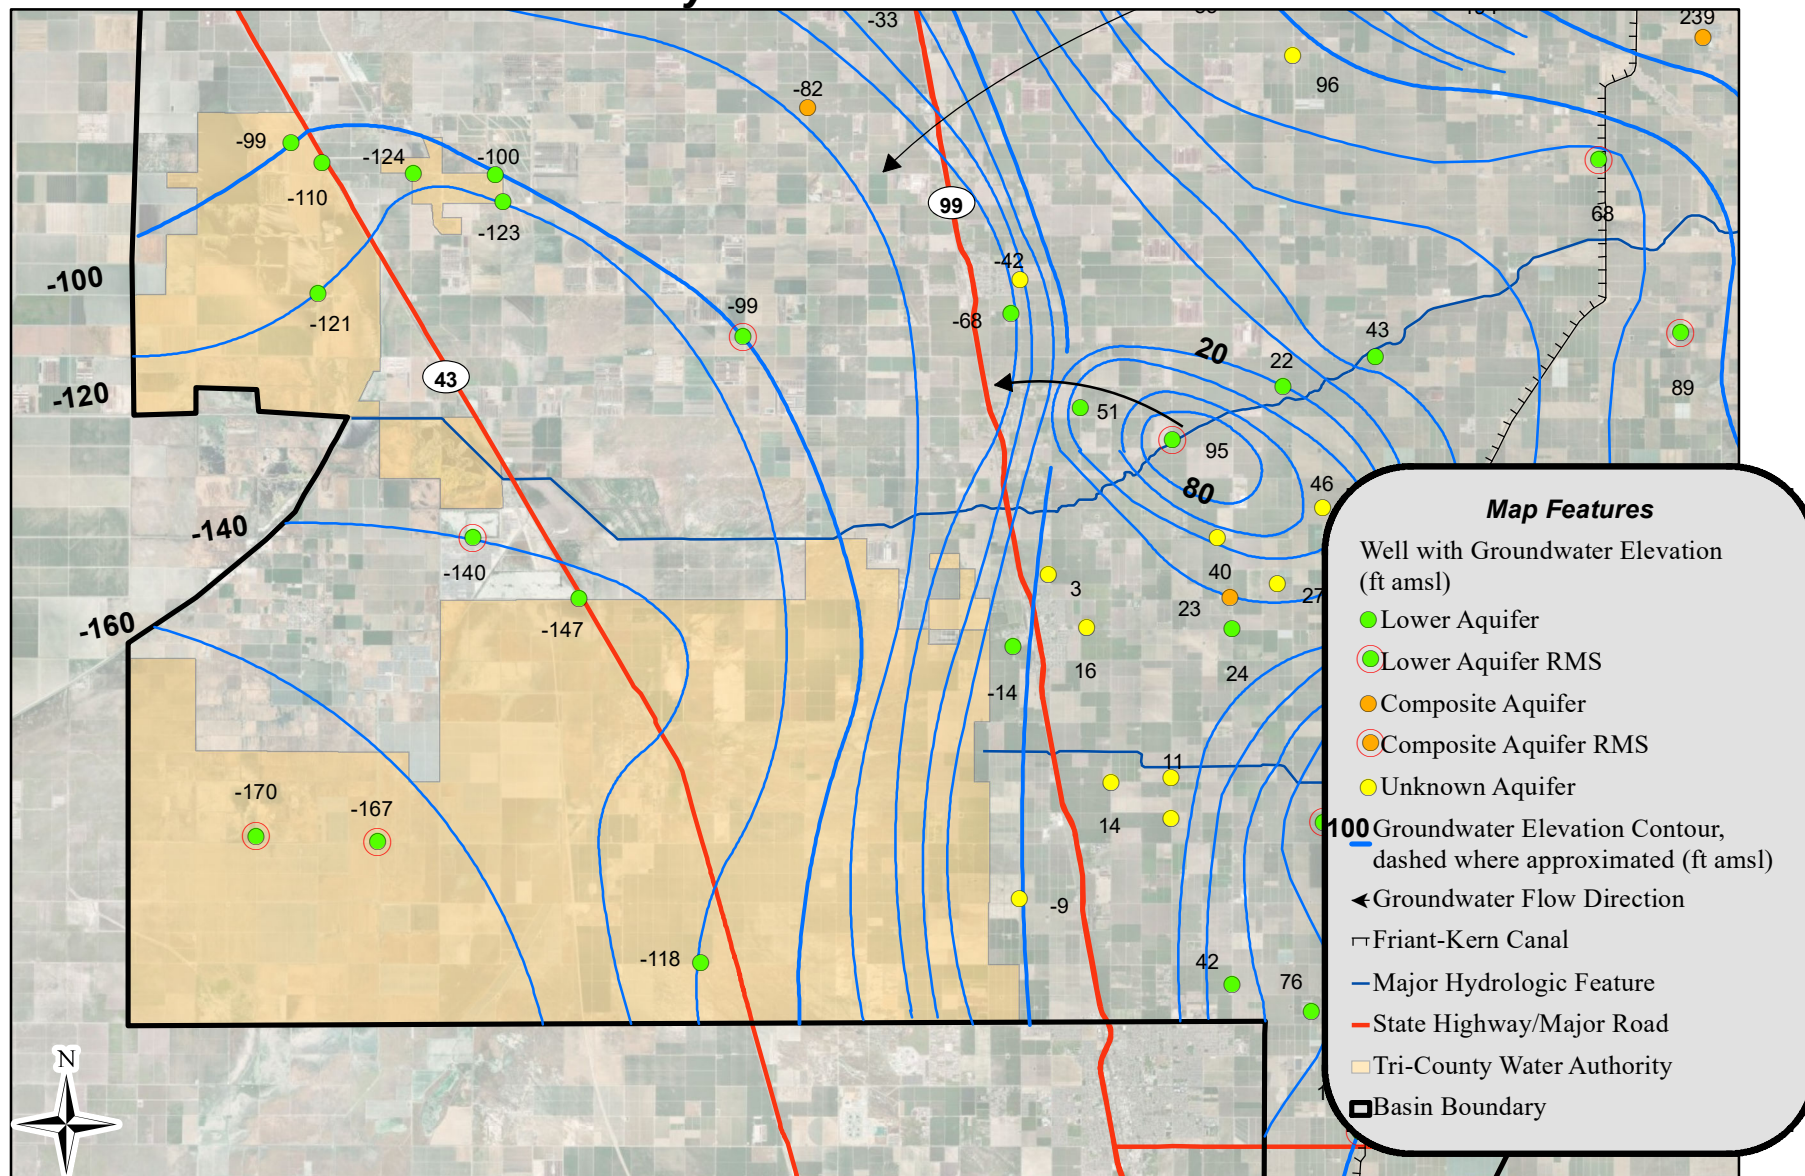 -33
239
-82
96
-99
-124
-100
-110
-123
99
68
-42
-100
-121
-99
-68
43
20
22
-120
43
51
89
95
80
46
-140
-140
40
3
23
27
-160
-147
16
24
-14
11
-170
-167
14
-9
-118
42
76
N
Map Features
Well with Groundwater Elevation
(ft amsl)
Lower Aquifer
Lower Aquifer RMS
Composite Aquifer
Composite Aquifer RMS
Unknown Aquifer
100 Groundwater Elevation Contour,
dashed where approximated (ft amsl)
Groundwater Flow Direction
Friant-Kern Canal
Major Hydrologic Feature
State Highway/Major Road
Tri-County Water Authority
Basin Boundary